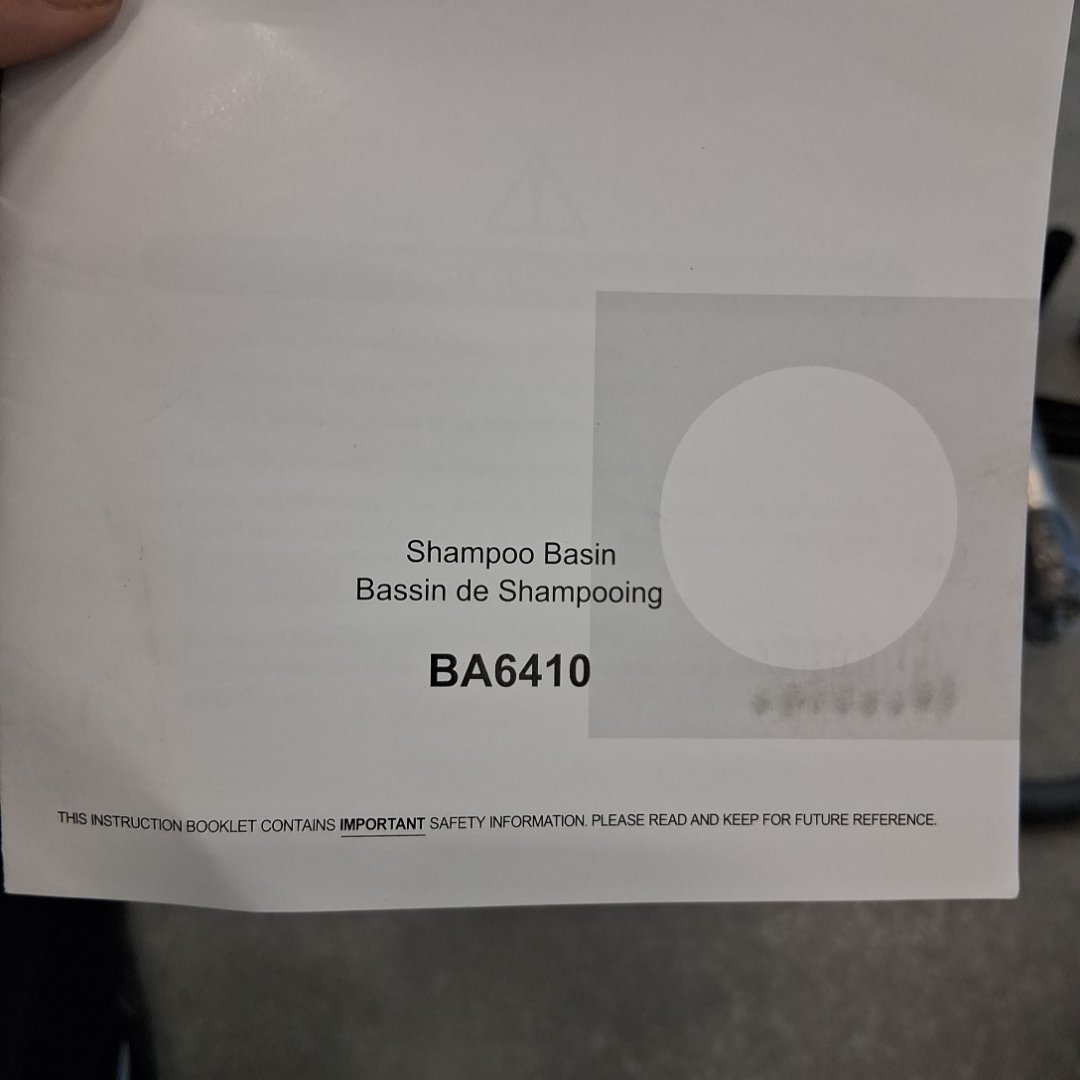 Shampoo Basin
Bassin de Shampooing
BA6410
THIS INSTRUCTION BOOKLET CONTAINS IMPORTANT SAFETY INFORMATION. PLEASE READ AND KEEP FOR FUTURE REFERENCE.